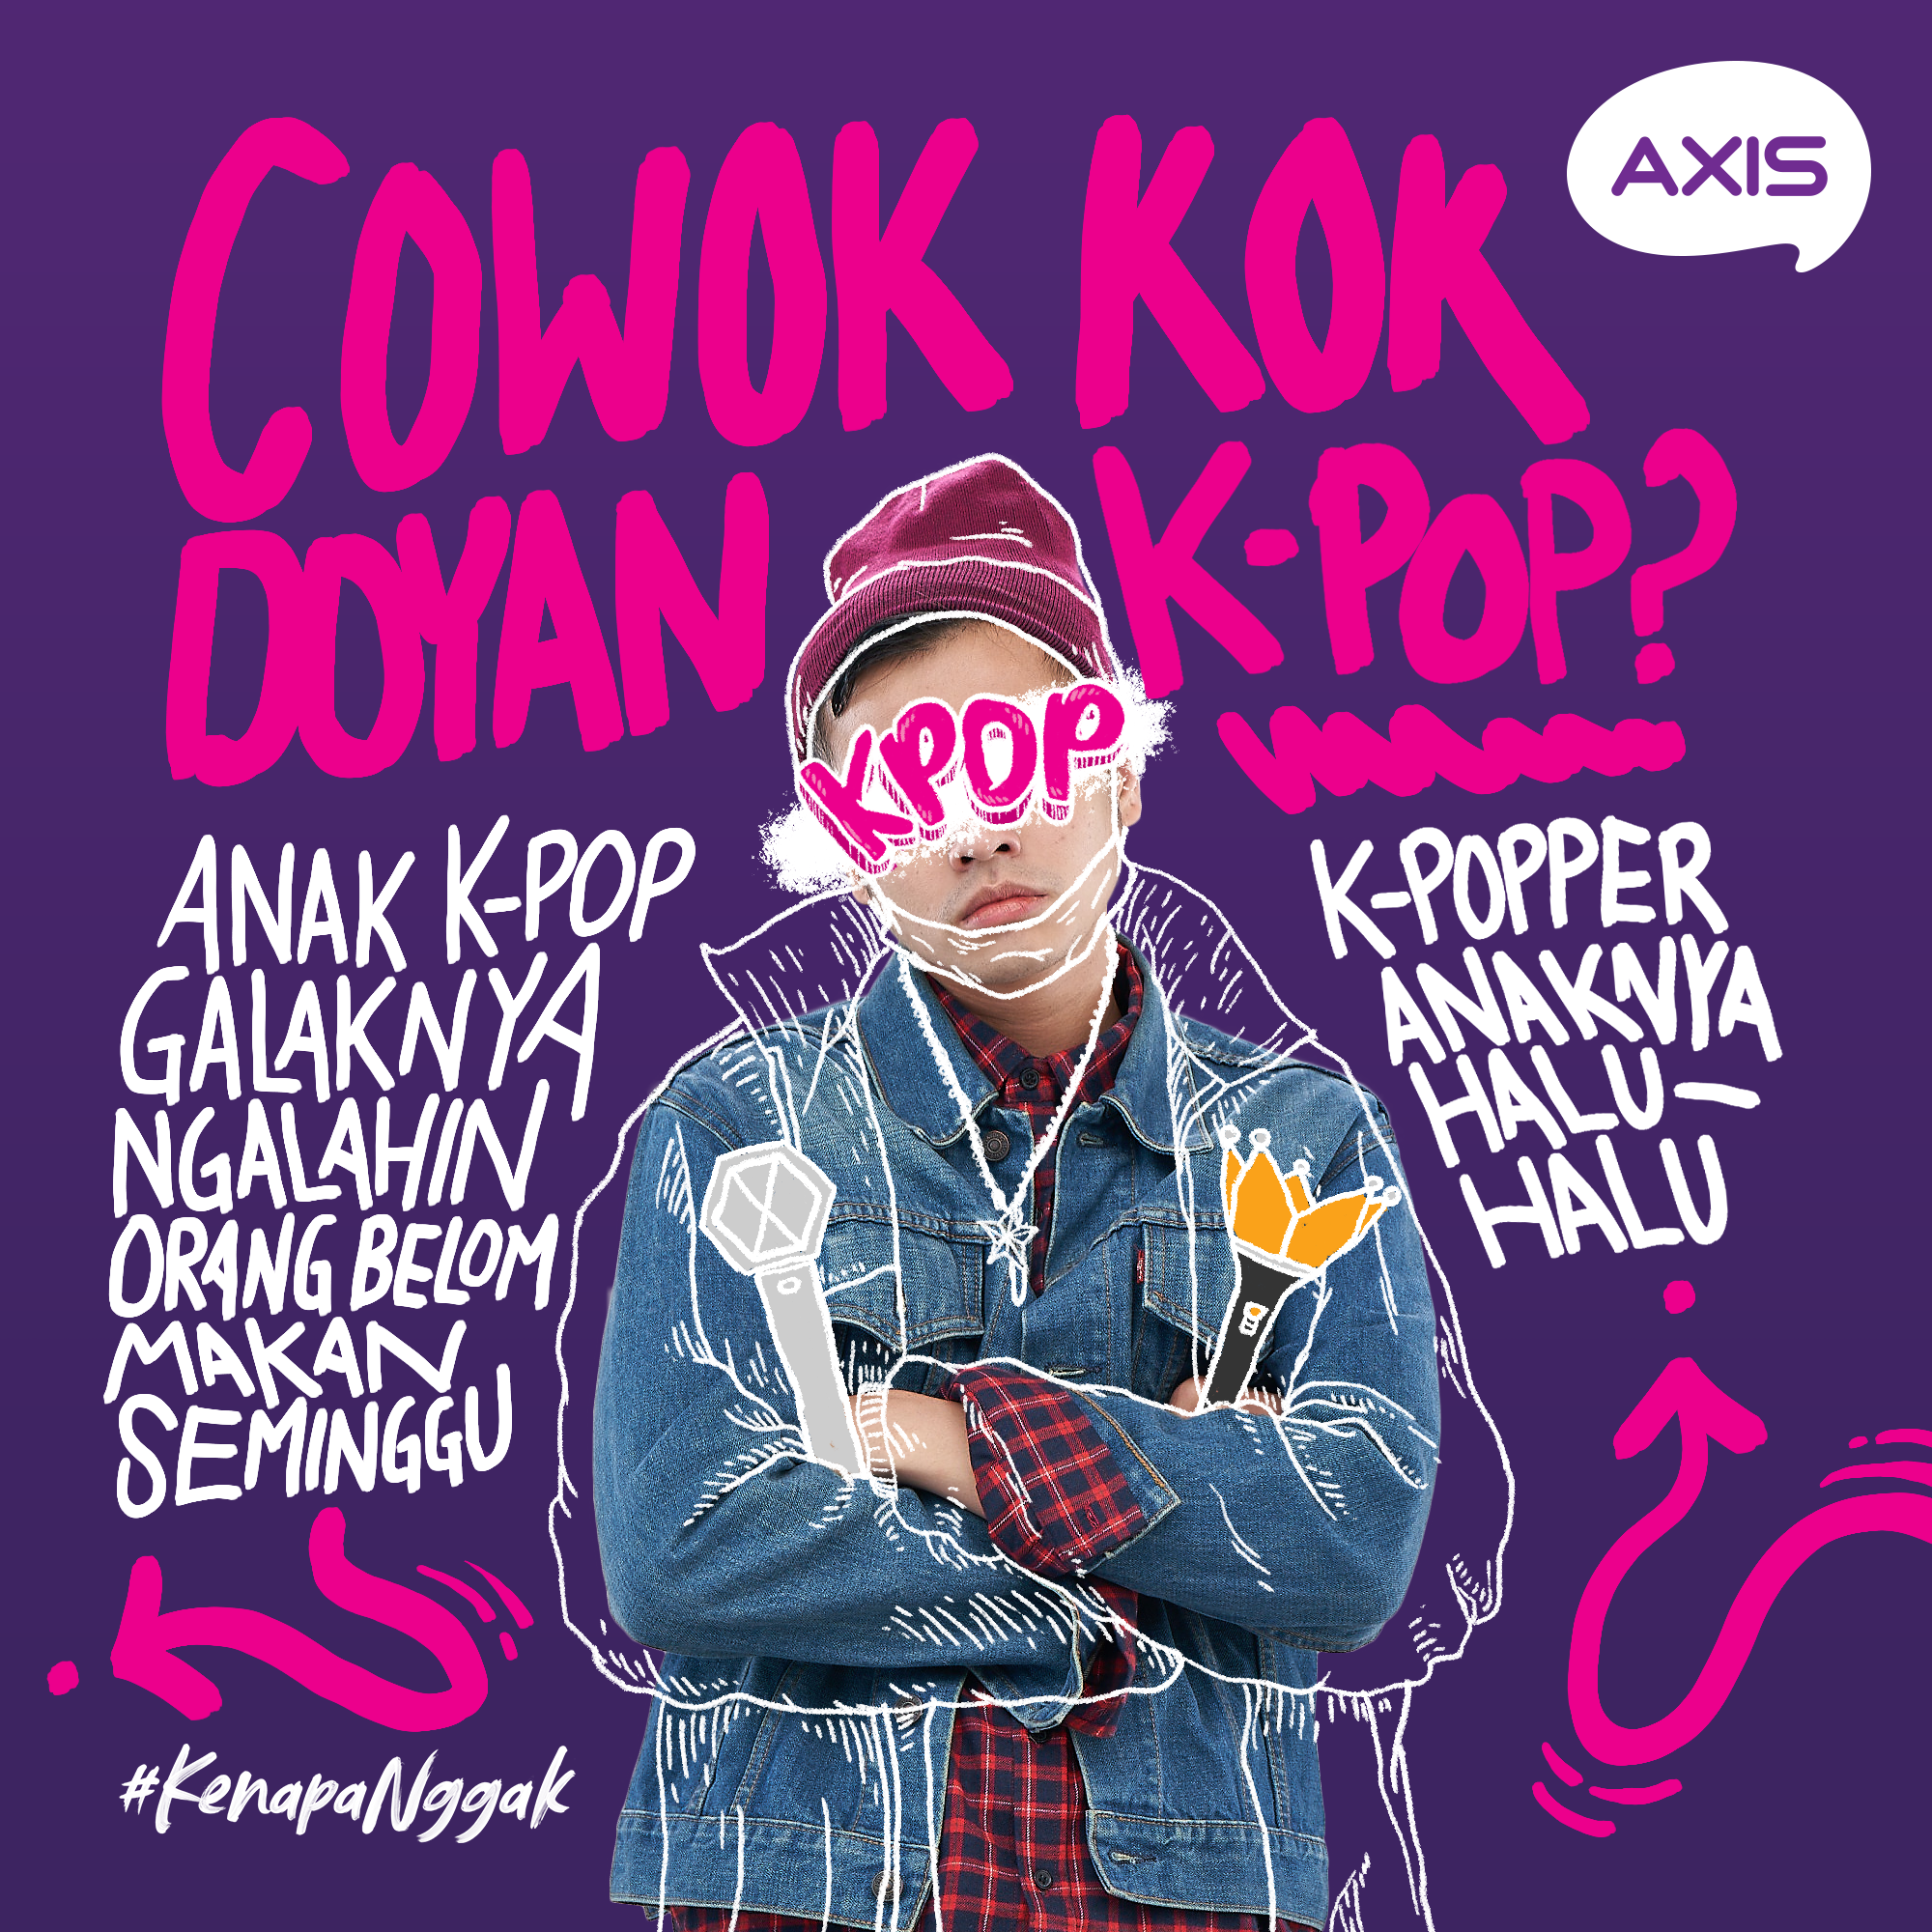 AXIS
COWOK KOK
DOYAN K-POP?
KPOP
ANAK K-POP
GALAKNYA
NGALAHIN
ORANG BELOM
MAKAN
SEMINGGU
K-POPPER
ANAKNYA
HALU-
HALU
#KenapaNggak